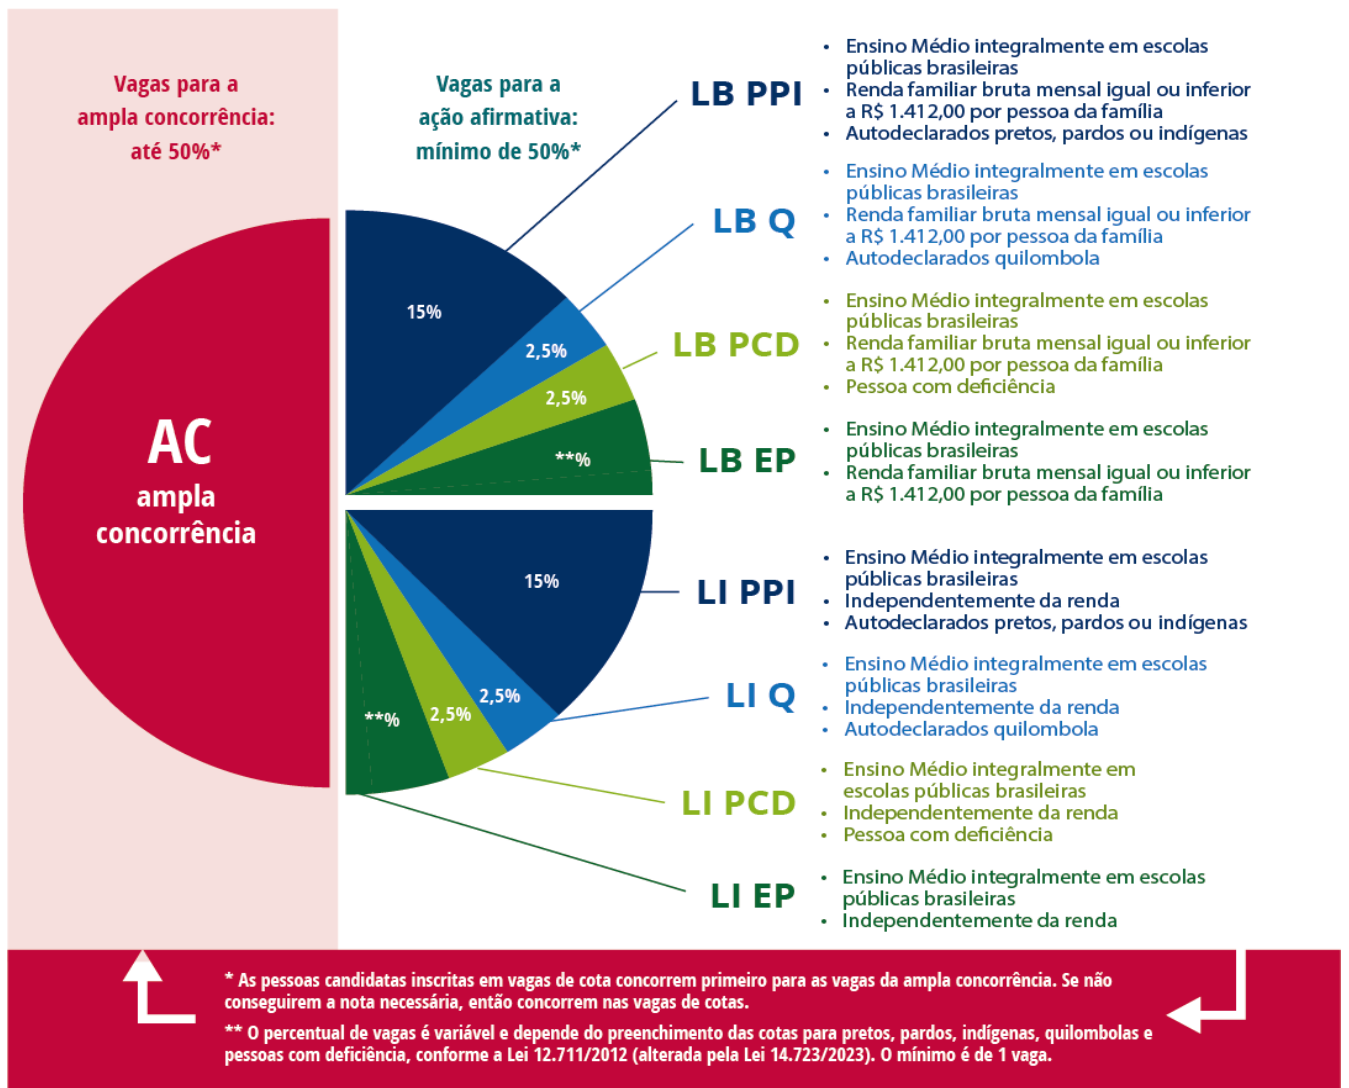 Vagas para a
ampla concorrência:
até 50%*
Vagas para a
ação afirmativa:
mínimo de 50%*
AC
ampla
concorrência
15%
2,5%
2,5%
**%
15%
2,5%
2,5%
**%
LB PPI
• Ensino Médio integralmente em escolas
públicas brasileiras
• Renda familiar bruta mensal igual ou inferior
a R$ 1.412,00 por pessoa da família
• Autodeclarados pretos, pardos ou indígenas
LB Q
• Ensino Médio integralmente em escolas
públicas brasileiras
• Renda familiar bruta mensal igual ou inferior
a R$ 1.412,00 por pessoa da família
• Autodeclarados quilombola
LB PCD
• Ensino Médio integralmente em escolas
públicas brasileiras
• Renda familiar bruta mensal igual ou inferior
a R$ 1.412,00 por pessoa da família
• Pessoa com deficiência
LB EP
• Ensino Médio integralmente em escolas
públicas brasileiras
• Renda familiar bruta mensal igual ou inferior
a R$ 1.412,00 por pessoa da família
LI PPI
• Ensino Médio integralmente em escolas
públicas brasileiras
• Independentemente da renda
• Autodeclarados pretos, pardos ou indígenas
LI Q
• Ensino Médio integralmente em escolas
públicas brasileiras
• Independentemente da renda
• Autodeclarados quilombola
LI PCD
• Ensino Médio integralmente em
escolas públicas brasileiras
• Independentemente da renda
• Pessoa com deficiência
LI EP
• Ensino Médio integralmente em escolas
públicas brasileiras
• Independentemente da renda
* As pessoas candidatas inscritas em vagas de cota concorrem primeiro para as vagas da ampla concorrência. Se não
conseguirem a nota necessária, então concorrem nas vagas de cotas.
** O percentual de vagas é variável e depende do preenchimento das cotas para pretos, pardos, indígenas, quilombolas e
pessoas com deficiência, conforme a Lei 12.711/2012 (alterada pela Lei 14.723/2023). O mínimo é de 1 vaga.